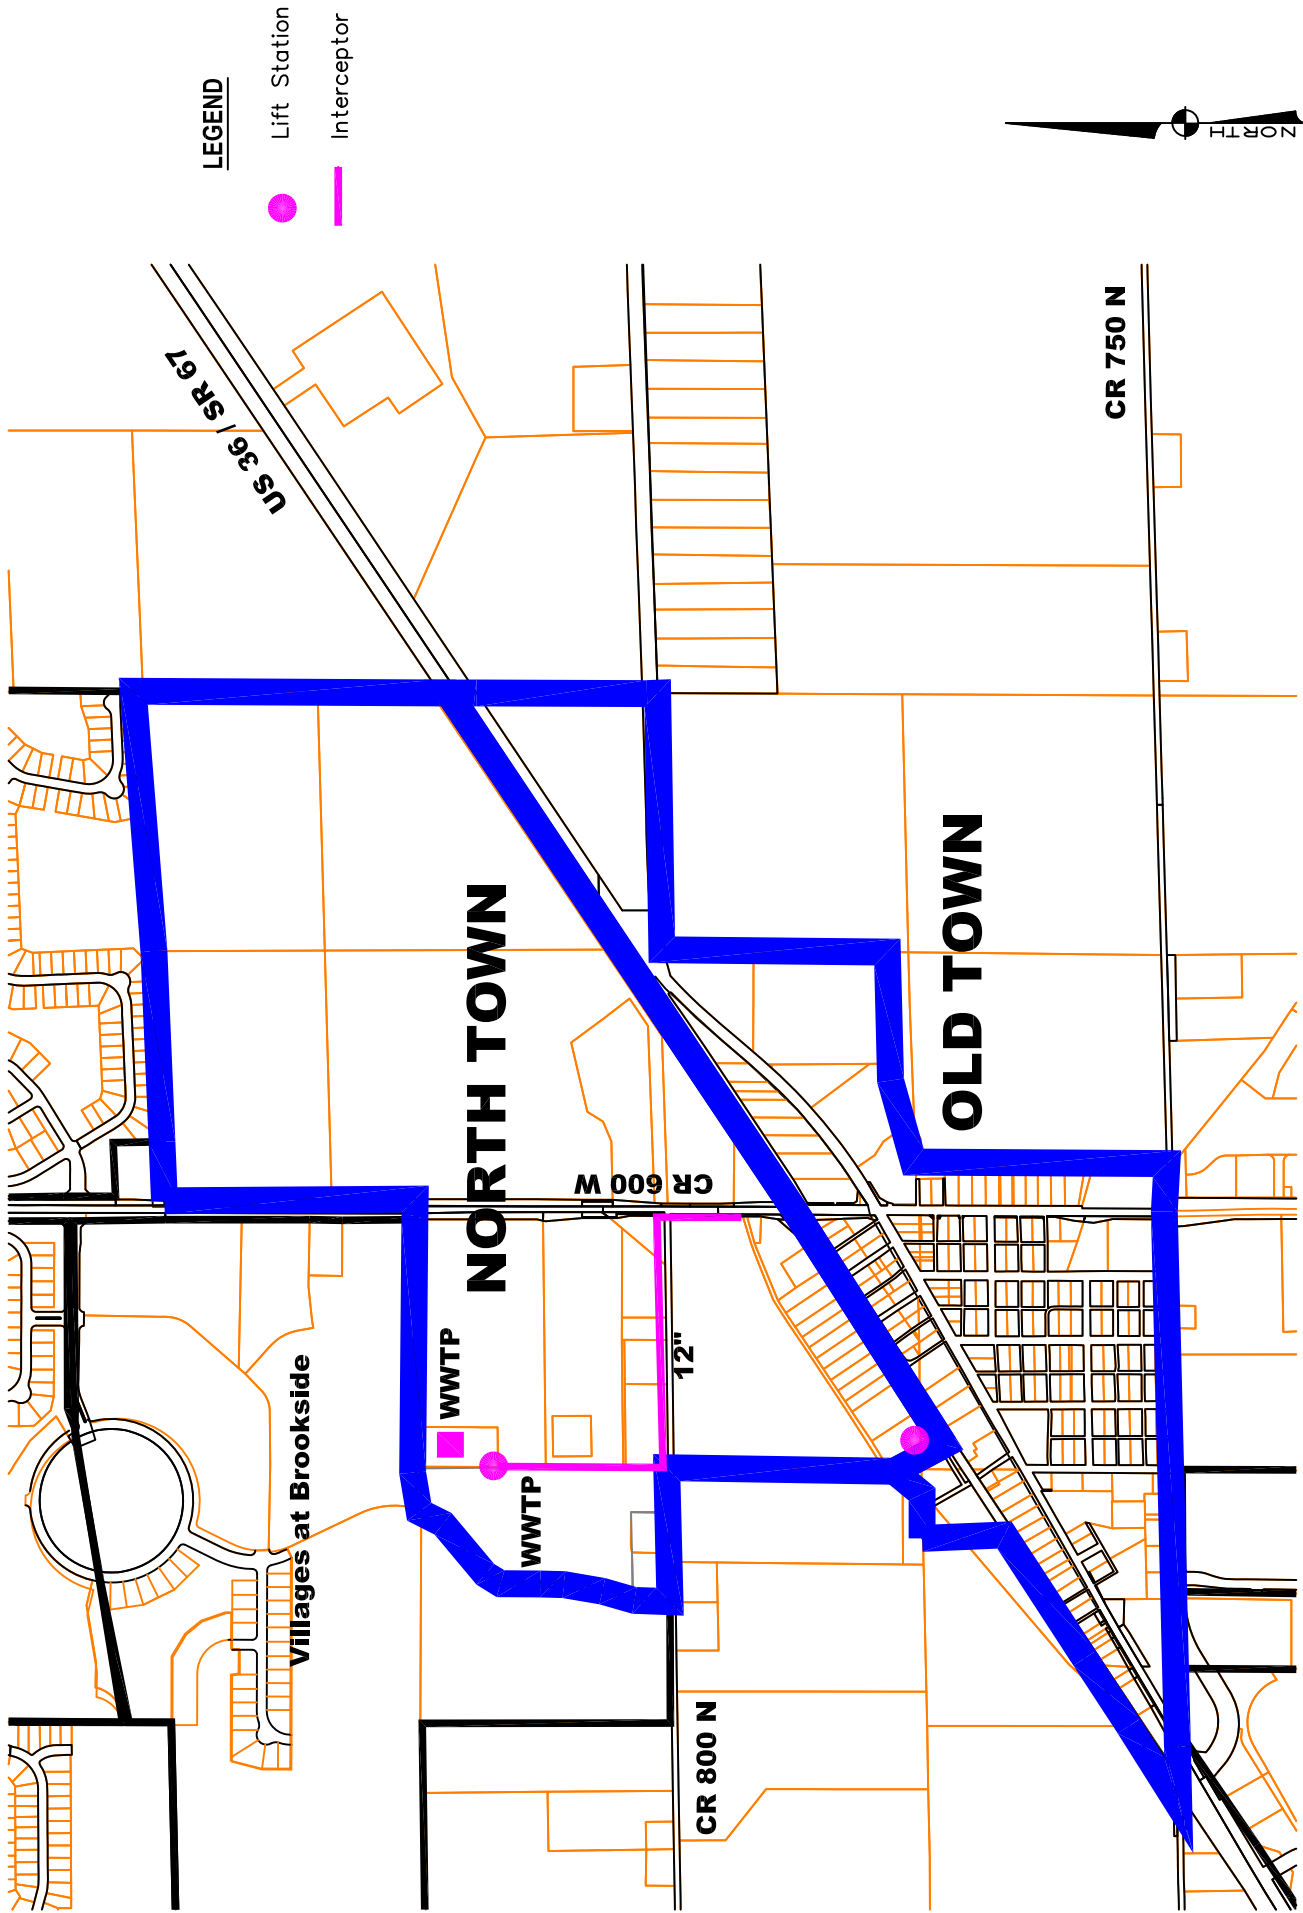 LEGEND
Lift Station
Interceptor
NORTH
US 36 / SR 67
CR 750 N
NORTH TOWN
OLD TOWN
CR 600 W
WWTP
12"
Villages at Brookside
WWTP
CR 800 N